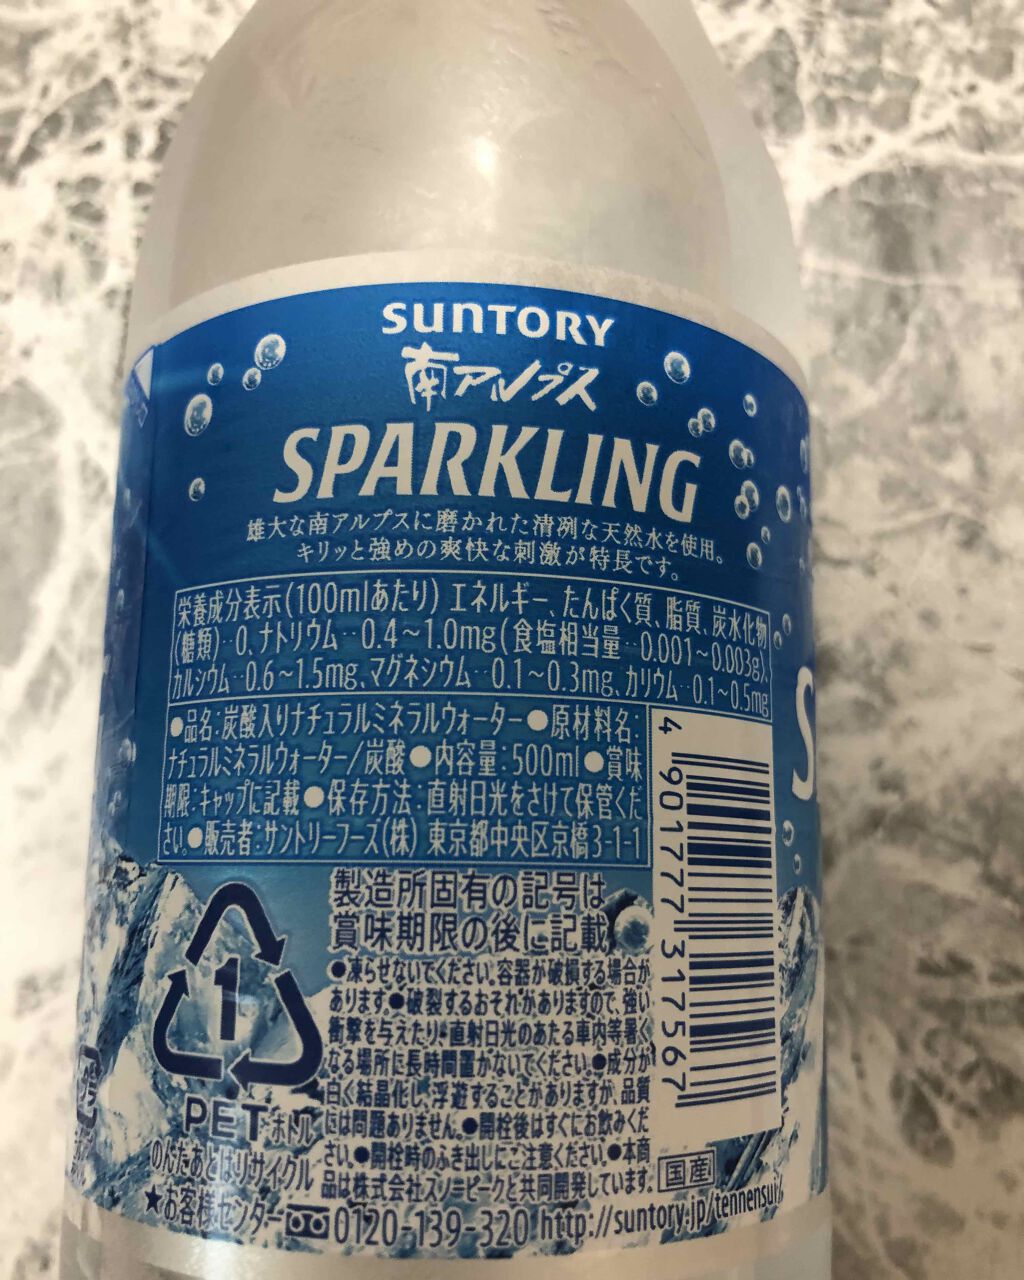 SUNTORY
南アルプス
SPARKLING
雄大な南アルプスに磨かれた清冽な天然水を使用。
キリッと強めの爽快な刺激が特長です。
栄養成分表示(100mlあたり) エネルギー、たんぱく質、脂質、炭水化物
(糖類)‥0、ナトリウム‥0.4~1.0mg(食塩相当量‥0.001~0.003g)、
カルシウム‥0.6~1.5mg、マグネシウム‥0.1~0.3mg、カリウム‥0.1~0.5mg
●品名:炭酸入りナチュラルミネラルウォーター●原材料名:
ナチュラルミネラルウォーター/炭酸●内容量:500ml●賞味
期限:キャップに記載●保存方法:直射日光をさけて保管くだ
さい。●販売者:サントリーフーズ(株) 東京都中央区京橋3-1-1
4 901777 317567
製造所固有の記号は
賞味期限の後に記載
●凍らせないでください。容器が破損する場合が
あります。●破裂するおそれがありますので、強い
衝撃を与えたり、直射日光のあたる車内等暑く
なる場所に長時間置かないでください。●成分が
白く結晶化し、浮遊することがありますが、品質
には問題ありません。●開栓後はすぐにお飲みくだ
さい。●開栓時のふき出しにご注意ください。●本商
品は株式会社スノーピークと共同開発しています。
国産
1
PET ボトル
のんだあとはリサイクル
★お客様センター 0120-139-320 http://suntory.jp/tennensui/
S